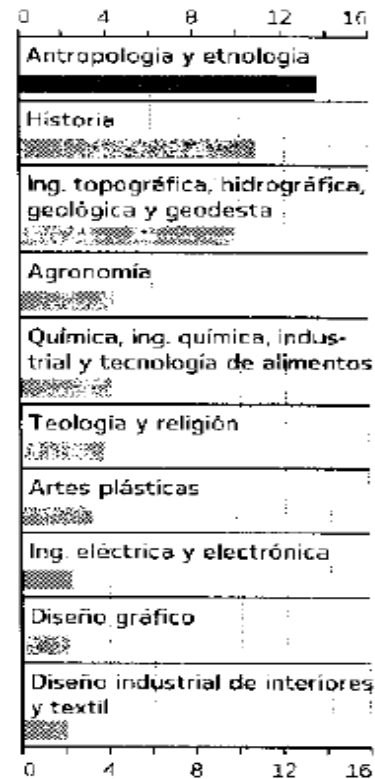 0 4 8 12 16
Antropologia y etnologia
Historia
Ing. topográfica, hidrográfica,
geológica y geodesta
Agronomía
Química, ing. química, indus-
trial y tecnología de alimentos
Teologia y religión
Artes plásticas
Ing. eléctrica y electrónica
Diseño gráfico
Diseño industrial de interiores
y textil
0 4 8 12 16